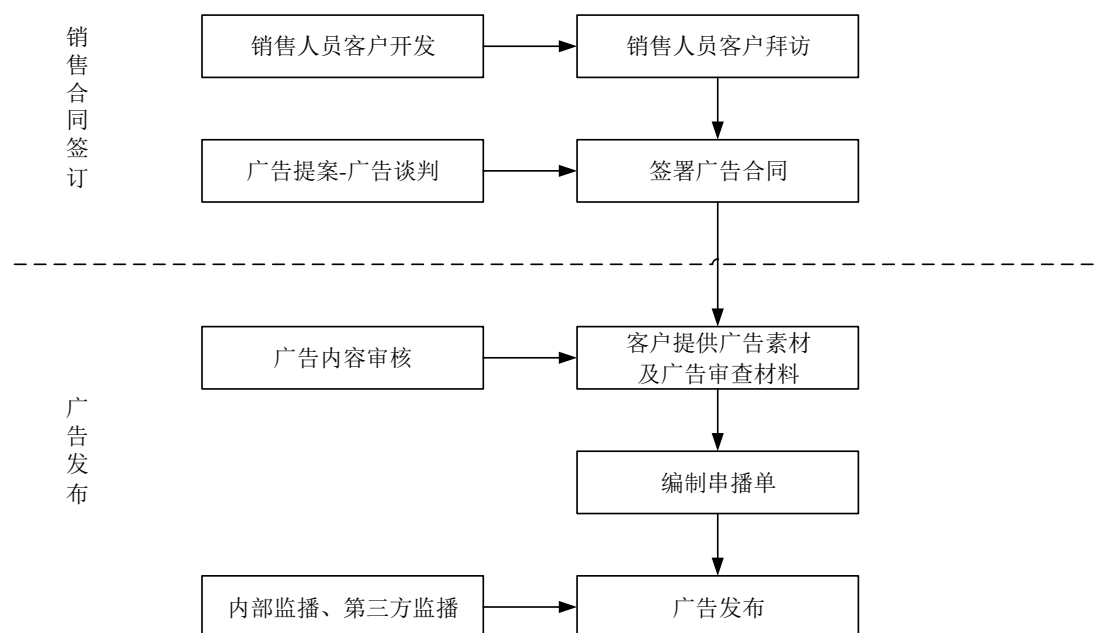 销售合同签订
销售人员客户开发
销售人员客户拜访
广告提案-广告谈判
签署广告合同
广告发布
广告内容审核
客户提供广告素材
及广告审查材料
编制串播单
内部监播、第三方监播
广告发布